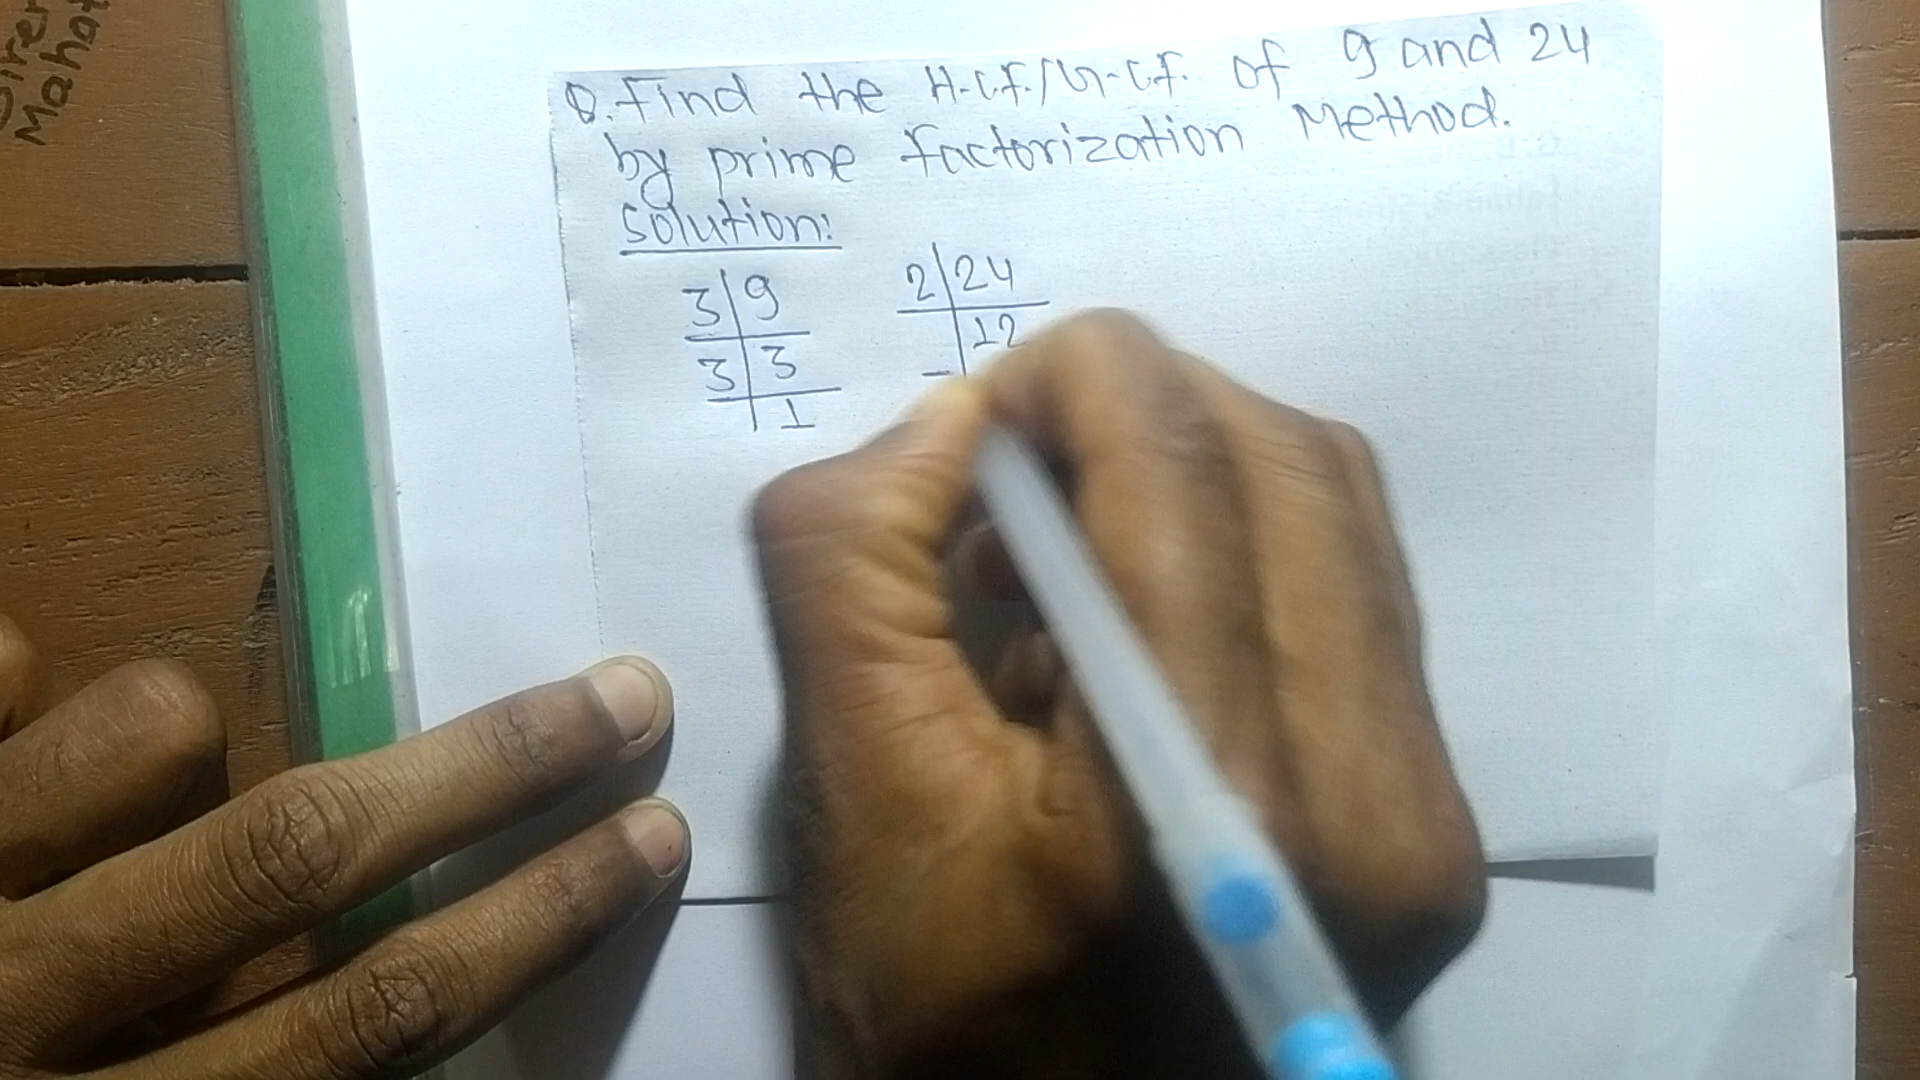 Q. Find the H.C.F./G.C.F. of 9 and 24
by prime factorization Method.
Solution:
3 9
3 3
1
2 24
12
Mahat